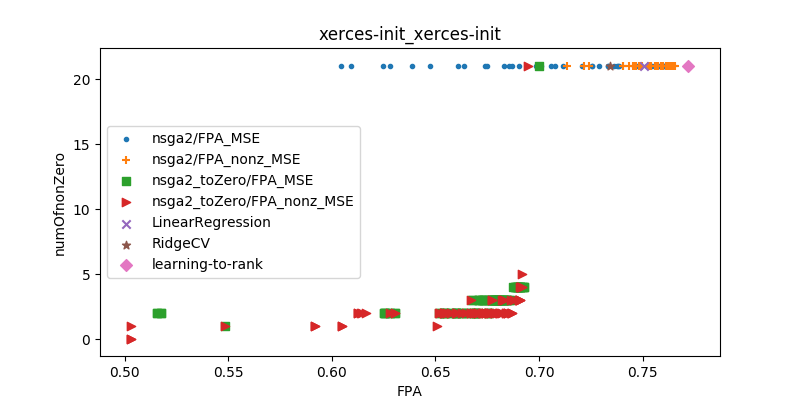 xerces-init_xerces-init
numOfnonZero
20
15
10
5
0
nsga2/FPA_MSE
nsga2/FPA_nonz_MSE
nsga2_toZero/FPA_MSE
nsga2_toZero/FPA_nonz_MSE
LinearRegression
RidgeCV
learning-to-rank
0.50 0.55 0.60 0.65 0.70 0.75
FPA